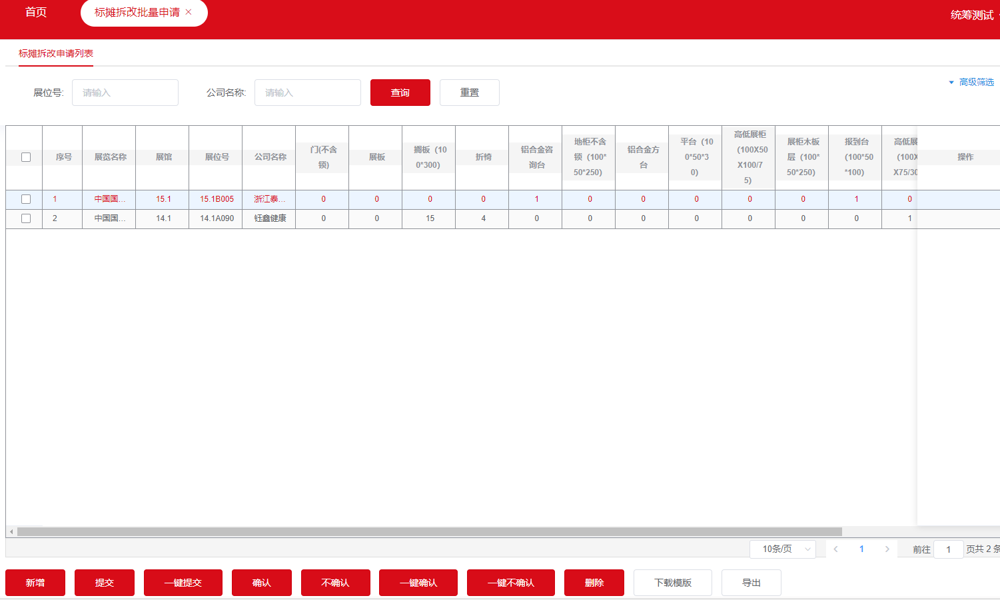 首页
标摊拆改批量申请
统筹测试
标摊拆改申请列表
展位号: 请输入 公司名称: 请输入 查询 重置 高级筛选
序号 展览名称 展馆 展位号 公司名称 门(不含锁) 展板 搁板（100*300） 折椅 铝合金咨询台 地柜不含锁（100*50*250） 铝合金方台 平台（100*50*30） 高低展柜(100X50X100/75) 展柜木板层（100*50*250） 报到台(100*50*100) 高低展(100X X75/30 操作
1 中国国... 15.1 15.1B005 浙江泰... 0 0 0 0 1 0 0 0 0 0 1 0
2 中国国... 14.1 14.1A090 钰鑫健康 0 0 15 4 0 0 0 0 0 0 0 1
10条/页 1 前往 1 页共 2 条
新增 提交 一键提交 确认 不确认 一键确认 一键不确认 删除 下载模版 导出